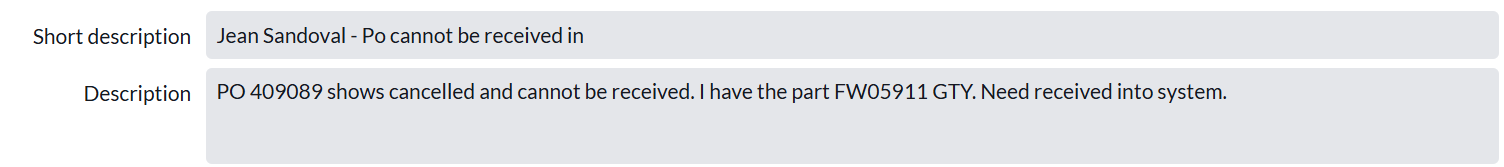 Short description Jean Sandoval - Po cannot be received in
Description PO 409089 shows cancelled and cannot be received. I have the part FW05911 GTY. Need received into system.